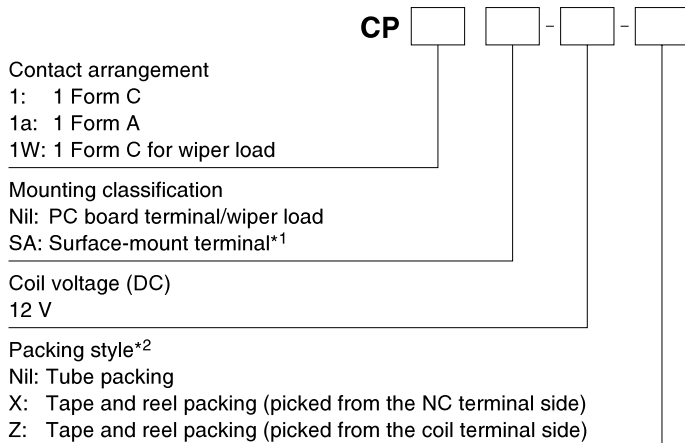 CP - -
Contact arrangement
1: 1 Form C
1a: 1 Form A
1W: 1 Form C for wiper load
Mounting classification
Nil: PC board terminal/wiper load
SA: Surface-mount terminal*1
Coil voltage (DC)
12 V
Packing style*2
Nil: Tube packing
X: Tape and reel packing (picked from the NC terminal side)
Z: Tape and reel packing (picked from the coil terminal side)